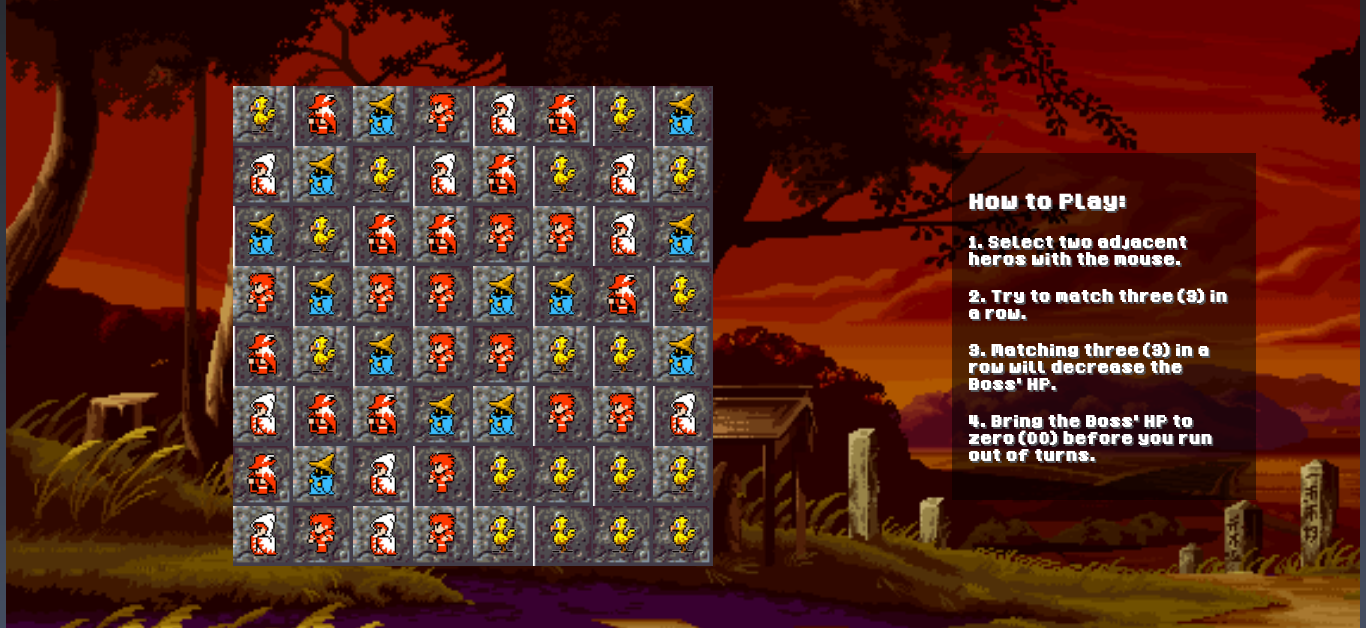 How to Play:
1. Select two adjacent
heros with the mouse.
2. Try to match three (3) in
a row.
3. Matching three (3) in a
row will decrease the
Boss' HP.
4. Bring the Boss' HP to
zero (00) before you run
out of turns.